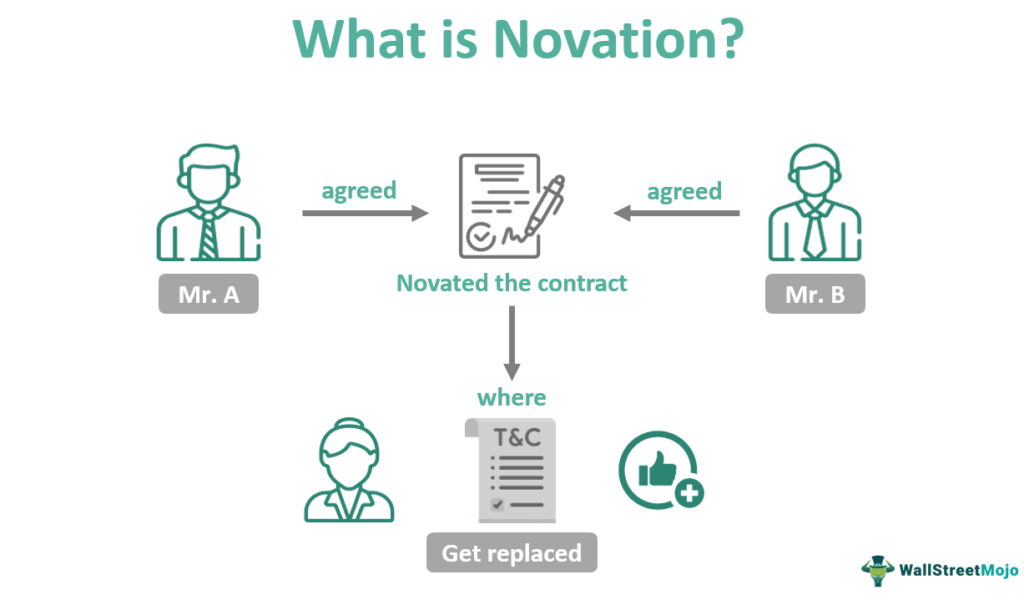 What is Novation?
agreed
agreed
Novated the contract
Mr. A
Mr. B
where
T&C
Get replaced
WallStreetMojo